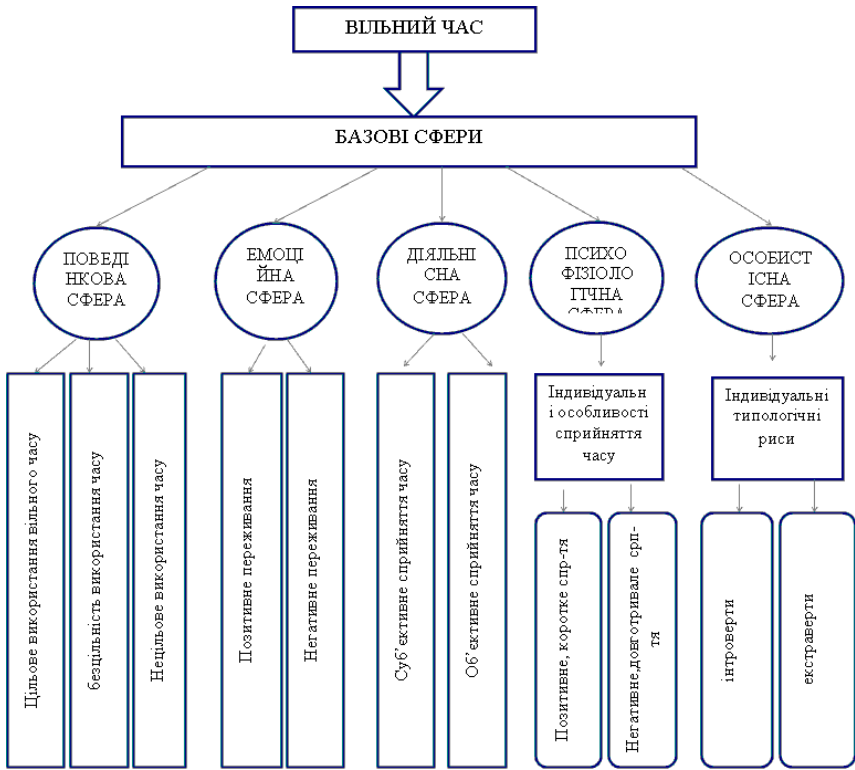 ВІЛЬНИЙ ЧАС
БАЗОВІ СФЕРИ
ПОВЕДІ
НКОВА
СФЕРА
ЕМОЦІ
ЙНА
СФЕРА
ДІЯЛЬНІ
СНА
СФЕРА
ПСИХО
ФІЗІОЛО
ГІЧНА
СФЕРА
ОСОБИСТ
ІСНА
СФЕРА
Цільове використання вільного часу
безцільність використання часу
Нецільове використання часу
Позитивне переживання
Негативне переживання
Суб’єктивне сприйняття часу
Об’єктивне сприйняття часу
Індивідуальн
і особливості
сприйняття
часу
Позитивне, коротке спр-тя
Негативне,довготривале срп-
тя
Індивідуальні
типологічні
риси
інтроверти
екстраверти